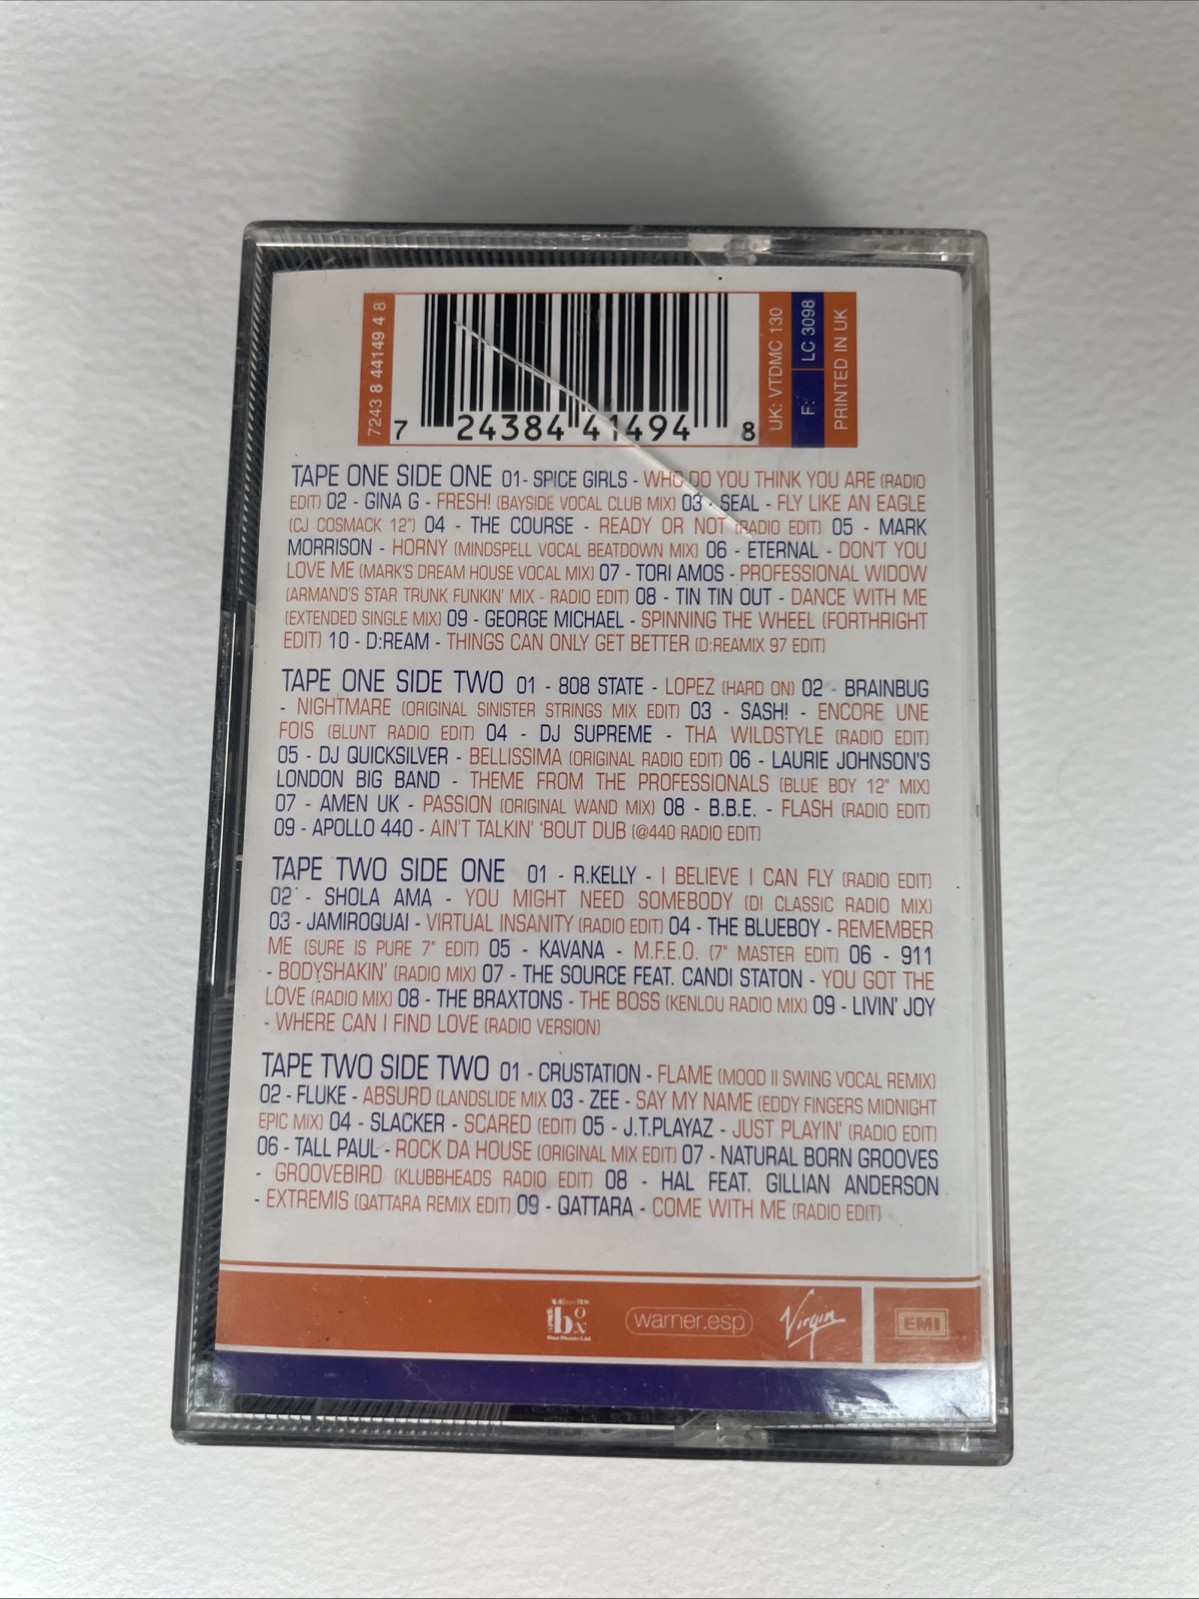 7243 8 44149 4 8
7 24384 41494 8
UK: VTDMC 130
F: LC 3098
PRINTED IN UK
TAPE ONE SIDE ONE 01- SPICE GIRLS - WHO DO YOU THINK YOU ARE (RADIO
EDIT) 02 - GINA G - FRESH! (BAYSIDE VOCAL CLUB MIX) 03 - SEAL - FLY LIKE AN EAGLE
(CJ COSMACK 12") 04 - THE COURSE - READY OR NOT (RADIO EDIT) 05 - MARK
MORRISON - HORNY (MINDSPELL VOCAL BEATDOWN MIX) 06 - ETERNAL - DON'T YOU
LOVE ME (MARK'S DREAM HOUSE VOCAL MIX) 07 - TORI AMOS - PROFESSIONAL WIDOW
(ARMAND'S STAR TRUNK FUNKIN' MIX - RADIO EDIT) 08 - TIN TIN OUT - DANCE WITH ME
(EXTENDED SINGLE MIX) 09 - GEORGE MICHAEL - SPINNING THE WHEEL (FORTHRIGHT
EDIT) 10 - D:REAM - THINGS CAN ONLY GET BETTER (D:REAMIX 97 EDIT)
TAPE ONE SIDE TWO 01 - 808 STATE - LOPEZ (HARD ON) 02 - BRAINBUG
- NIGHTMARE (ORIGINAL SINISTER STRINGS MIX EDIT) 03 - SASH! - ENCORE UNE
FOIS (BLUNT RADIO EDIT) 04 - DJ SUPREME - THA WILDSTYLE (RADIO EDIT)
05 - DJ QUICKSILVER - BELLISSIMA (ORIGINAL RADIO EDIT) 06 - LAURIE JOHNSON'S
LONDON BIG BAND - THEME FROM THE PROFESSIONALS (BLUE BOY 12" MIX)
07 - AMEN UK - PASSION (ORIGINAL WAND MIX) 08 - B.B.E. - FLASH (RADIO EDIT)
09 - APOLLO 440 - AIN'T TALKIN' 'BOUT DUB (@440 RADIO EDIT)
TAPE TWO SIDE ONE 01 - R.KELLY - I BELIEVE I CAN FLY (RADIO EDIT)
02 - SHOLA AMA - YOU MIGHT NEED SOMEBODY (DI CLASSIC RADIO MIX)
03 - JAMIROQUAI - VIRTUAL INSANITY (RADIO EDIT) 04 - THE BLUEBOY - REMEMBER
ME (SURE IS PURE 7" EDIT) 05 - KAVANA - M.F.E.O. (7" MASTER EDIT) 06 - 911
- BODYSHAKIN' (RADIO MIX) 07 - THE SOURCE FEAT. CANDI STATON - YOU GOT THE
LOVE (RADIO MIX) 08 - THE BRAXTONS - THE BOSS (KENLOU RADIO MIX) 09 - LIVIN' JOY
- WHERE CAN I FIND LOVE (RADIO VERSION)
TAPE TWO SIDE TWO 01 - CRUSTATION - FLAME (MOOD II SWING VOCAL REMIX)
02 - FLUKE - ABSURD (LANDSLIDE MIX 03 - ZEE - SAY MY NAME (EDDY FINGERS MIDNIGHT
EPIC MIX) 04 - SLACKER - SCARED (EDIT) 05 - J.T.PLAYAZ - JUST PLAYIN' (RADIO EDIT)
06 - TALL PAUL - ROCK DA HOUSE (ORIGINAL MIX EDIT) 07 - NATURAL BORN GROOVES
- GROOVEBIRD (KLUBBHEADS RADIO EDIT) 08 - HAL FEAT. GILLIAN ANDERSON
- EXTREMIS (QATTARA REMIX EDIT) 09 - QATTARA - COME WITH ME (RADIO EDIT)
box
warner.esp
Virgin
EMI